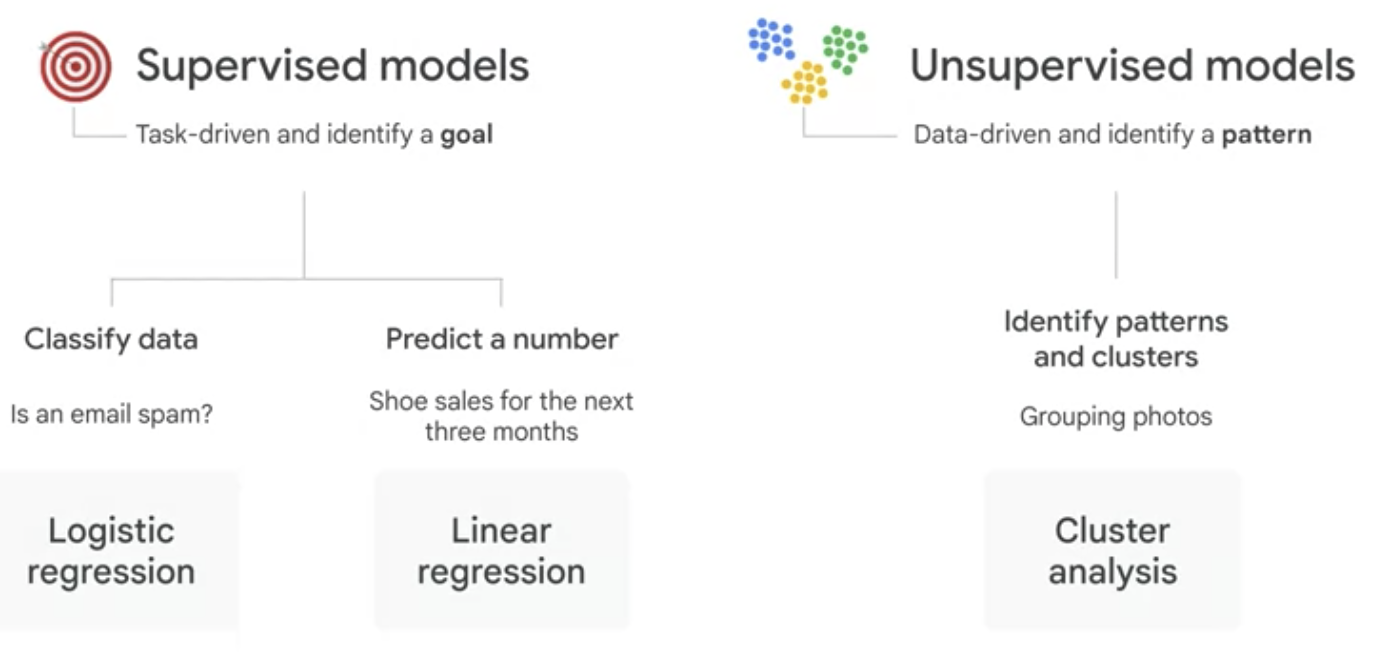 Supervised models
Task-driven and identify a goal
Classify data
Is an email spam?
Logistic
regression
Predict a number
Shoe sales for the next
three months
Linear
regression
Unsupervised models
Data-driven and identify a pattern
Identify patterns
and clusters
Grouping photos
Cluster
analysis